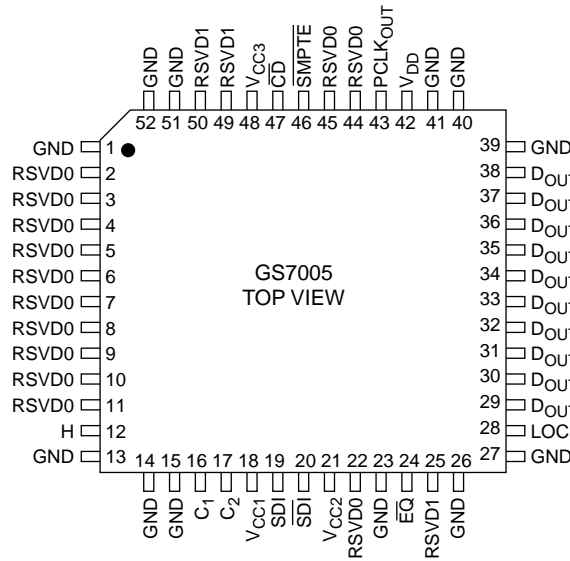 GND
GND
RSVD1
RSVD1
VCC3
CD
SMPTE
RSVD0
RSVD0
PCLKOUT
VDD
GND
GND
52 51 50 49 48 47 46 45 44 43 42 41 40
GND 1
RSVD0 2
RSVD0 3
RSVD0 4
RSVD0 5
RSVD0 6
RSVD0 7
RSVD0 8
RSVD0 9
RSVD0 10
RSVD0 11
H 12
GND 13
GS7005
TOP VIEW
39 GND
38 DOUT
37 DOUT
36 DOUT
35 DOUT
34 DOUT
33 DOUT
32 DOUT
31 DOUT
30 DOUT
29 DOUT
28 LOC
27 GND
14 15 16 17 18 19 20 21 22 23 24 25 26
GND
GND
C1
C2
VCC1
SDI
SDI
VCC2
RSVD0
GND
EQ
RSVD1
GND